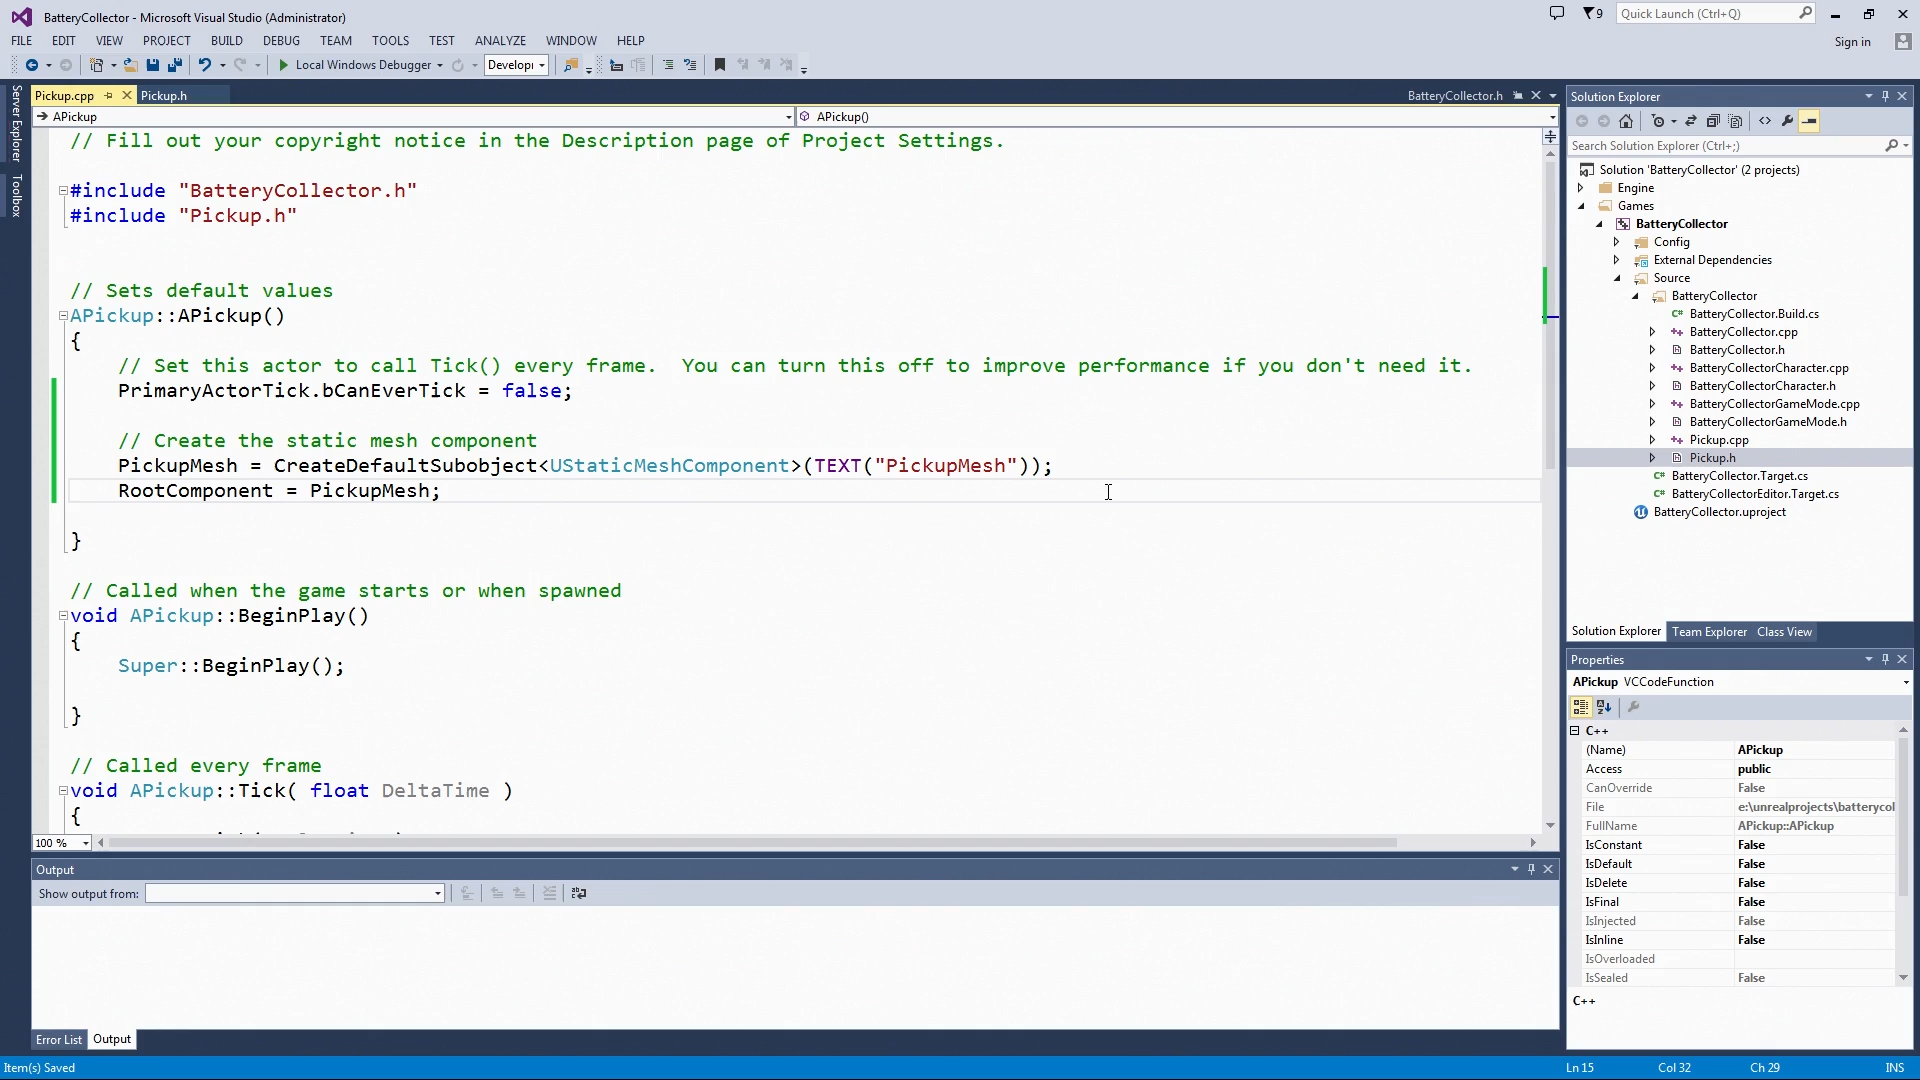 BatteryCollector - Microsoft Visual Studio (Administrator)
9
Quick Launch (Ctrl+Q)
FILE EDIT VIEW PROJECT BUILD DEBUG TEAM TOOLS TEST ANALYZE WINDOW HELP
Sign in
Local Windows Debugger
Developı
Server Explorer
Toolbox
Pickup.cpp
Pickup.h
BatteryCollector.h
APickup
APickup()
// Fill out your copyright notice in the Description page of Project Settings.
#include "BatteryCollector.h"
#include "Pickup.h"
// Sets default values
APickup::APickup()
{
// Set this actor to call Tick() every frame.  You can turn this off to improve performance if you don't need it.
PrimaryActorTick.bCanEverTick = false;
// Create the static mesh component
PickupMesh = CreateDefaultSubobject<UStaticMeshComponent>(TEXT("PickupMesh"));
RootComponent = PickupMesh;
}
// Called when the game starts or when spawned
void APickup::BeginPlay()
{
Super::BeginPlay();
}
// Called every frame
void APickup::Tick( float DeltaTime )
{
100 %
Output
Show output from:
Error List Output
Solution Explorer
Search Solution Explorer (Ctrl+;)
Solution 'BatteryCollector' (2 projects)
Engine
Games
BatteryCollector
Config
External Dependencies
Source
BatteryCollector
BatteryCollector.Build.cs
BatteryCollector.cpp
BatteryCollector.h
BatteryCollectorCharacter.cpp
BatteryCollectorCharacter.h
BatteryCollectorGameMode.cpp
BatteryCollectorGameMode.h
Pickup.cpp
Pickup.h
BatteryCollector.Target.cs
BatteryCollectorEditor.Target.cs
BatteryCollector.uproject
Solution Explorer Team Explorer Class View
Properties
APickup VCCodeFunction
C++
(Name) APickup
Access public
CanOverride False
File e:\unrealprojects\batterycol
FullName APickup::APickup
IsConstant False
IsDefault False
IsDelete False
IsFinal False
IsInjected False
IsInline False
IsOverloaded
IsSealed False
C++
Item(s) Saved
Ln 15 Col 32 Ch 29 INS